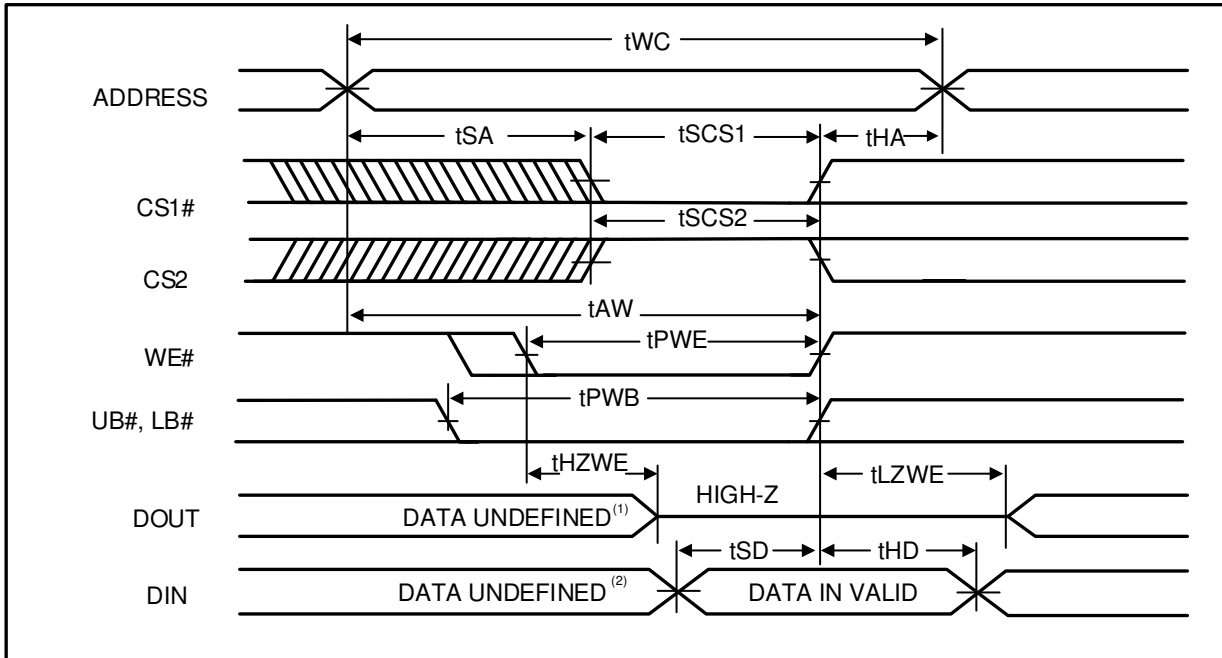 tWC
ADDRESS
tSA
tSCS1
tHA
CS1#
tSCS2
CS2
tAW
WE#
tPWE
UB#, LB#
tPWB
tHZWE
tLZWE
HIGH-Z
DOUT
DATA UNDEFINED(1)
tSD
tHD
DIN
DATA UNDEFINED (2)
DATA IN VALID